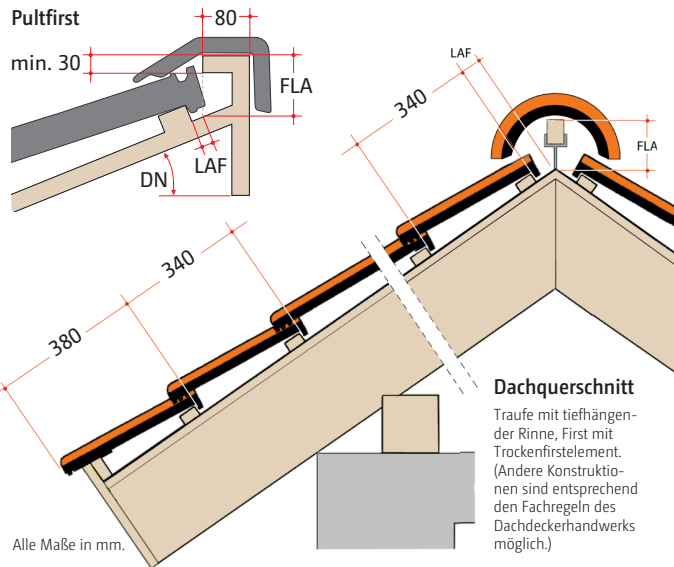 Pultfirst
80
min. 30
FLA
LAF
DN
LAF
340
FLA
340
380
Dachquerschnitt
Traufe mit tiefhängen-
der Rinne, First mit
Trockenfirstelement.
(Andere Konstruktio-
nen sind entsprechend
den Fachregeln des
Dachdeckerhandwerks
möglich.)
Alle Maße in mm.